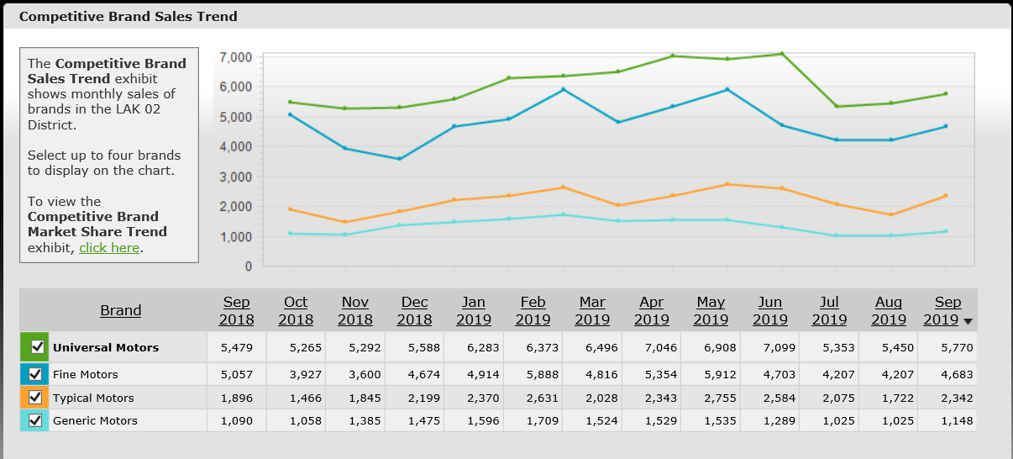 Competitive Brand Sales Trend
The Competitive Brand
Sales Trend exhibit
shows monthly sales of
brands in the LAK 02
District.
Select up to four brands
to display on the chart.
To view the
Competitive Brand
Market Share Trend
exhibit, click here.
7,000
6,000
5,000
4,000
3,000
2,000
1,000
0
Brand Sep 2018 Oct 2018 Nov 2018 Dec 2018 Jan 2019 Feb 2019 Mar 2019 Apr 2019 May 2019 Jun 2019 Jul 2019 Aug 2019 Sep 2019
Universal Motors 5,479 5,265 5,292 5,588 6,283 6,373 6,496 7,046 6,908 7,099 5,353 5,450 5,770
Fine Motors 5,057 3,927 3,600 4,674 4,914 5,888 4,816 5,354 5,912 4,703 4,207 4,207 4,683
Typical Motors 1,896 1,466 1,845 2,199 2,370 2,631 2,028 2,343 2,755 2,584 2,075 1,722 2,342
Generic Motors 1,090 1,058 1,385 1,475 1,596 1,709 1,524 1,529 1,535 1,289 1,025 1,025 1,148